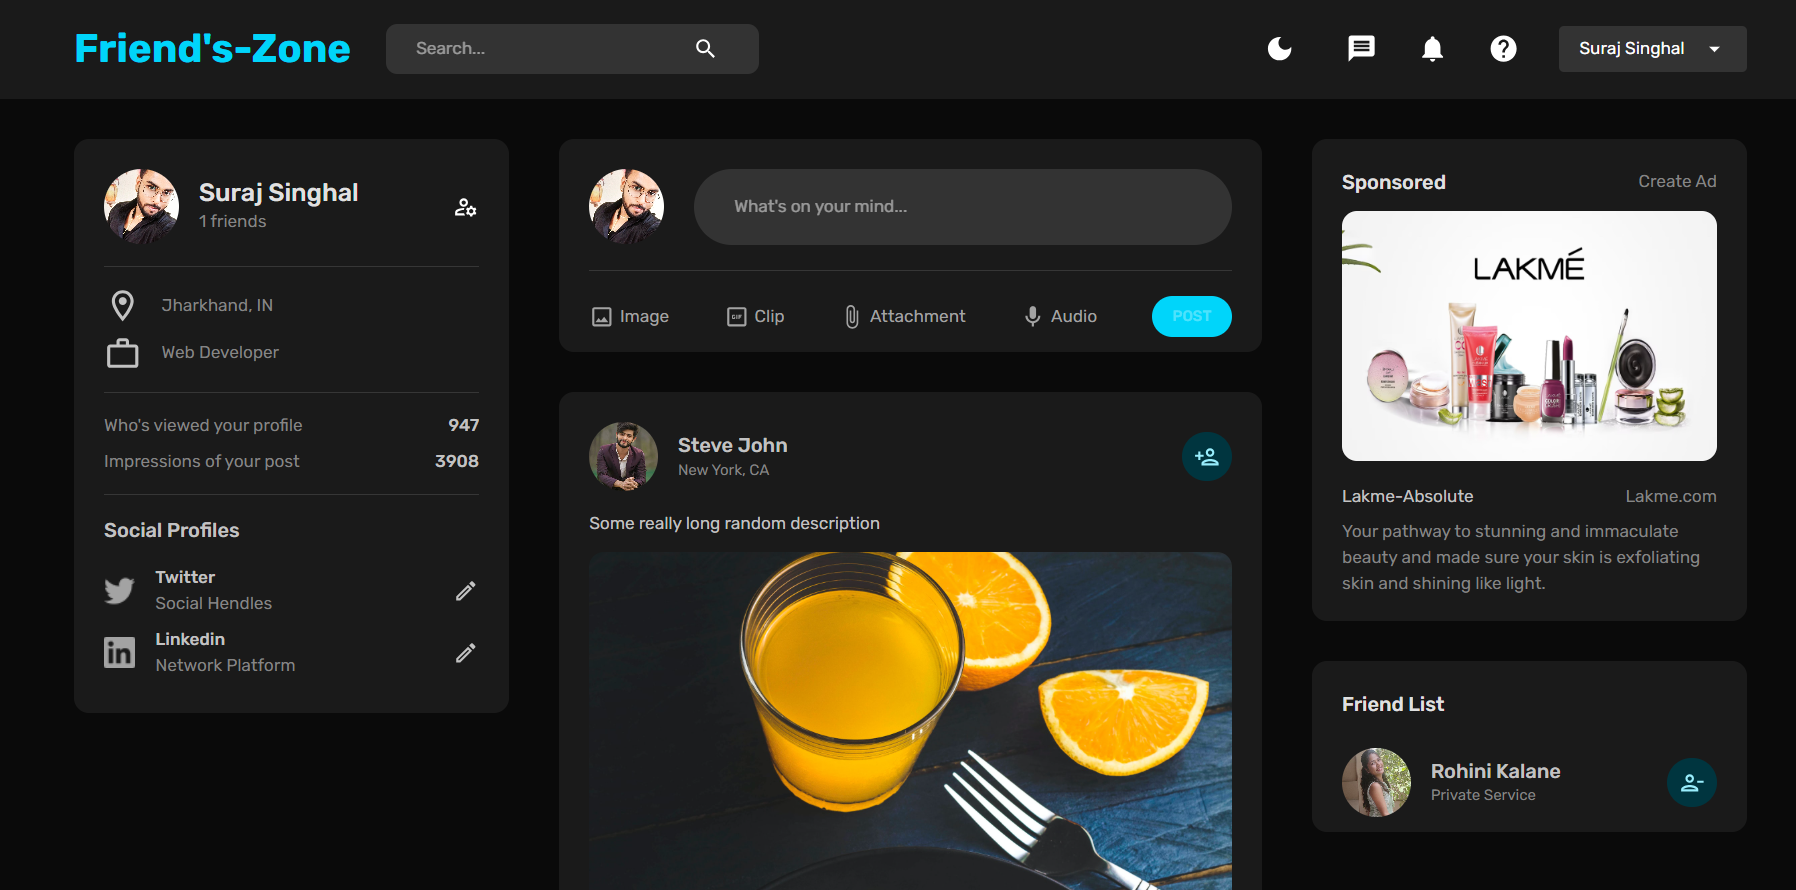 Friend's-Zone
Search...
Suraj Singhal
Suraj Singhal
1 friends
Jharkhand, IN
Web Developer
Who's viewed your profile 947
Impressions of your post 3908
Social Profiles
Twitter
Social Hendles
Linkedin
Network Platform
What's on your mind...
Image
GIF
Clip
Attachment
Audio
POST
Steve John
New York, CA
Some really long random description
Sponsored
Create Ad
LAKMÉ
Lakme-Absolute
Lakme.com
Your pathway to stunning and immaculate
beauty and made sure your skin is exfoliating
skin and shining like light.
Friend List
Rohini Kalane
Private Service